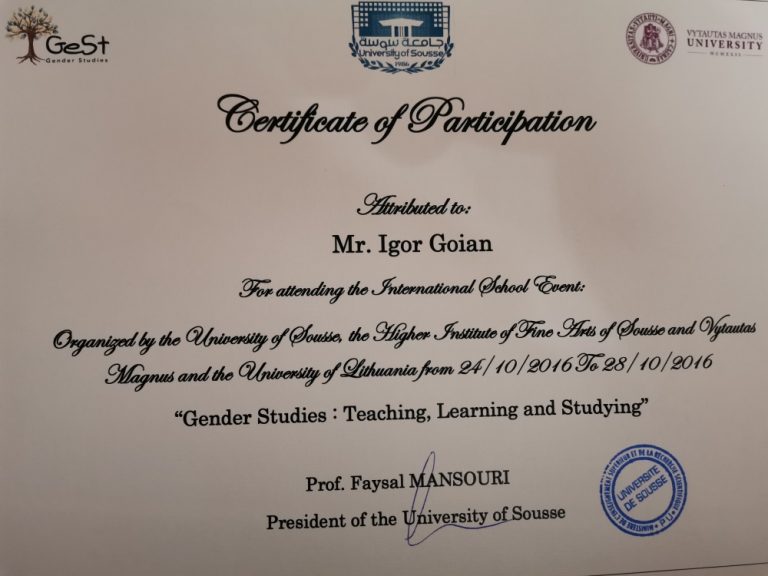 GeSt
Gender Studies
جامعة سوسة
University of Sousse
1986
VYTAUTAS MAGNUS
UNIVERSITY
MCMXXII
Certificate of Participation
Attributed to:
Mr. Igor Goian
For attending the International School Event:
Organized by the University of Sousse, the Higher Institute of Fine Arts of Sousse and Vytautas
Magnus and the University of Lithuania from 24/10/2016 To 28/10/2016
“Gender Studies : Teaching, Learning and Studying”
Prof. Faysal MANSOURI
President of the University of Sousse
UNIVERSITE
DE SOUSSE